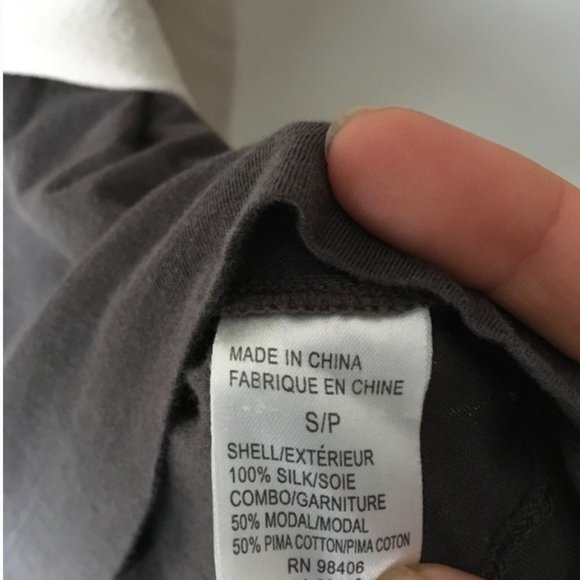 MADE IN CHINA
FABRIQUE EN CHINE
S/P
SHELL/EXTÉRIEUR
100% SILK/SOIE
COMBO/GARNITURE
50% MODAL/MODAL
50% PIMA COTTON/PIMA COTON
RN 98406